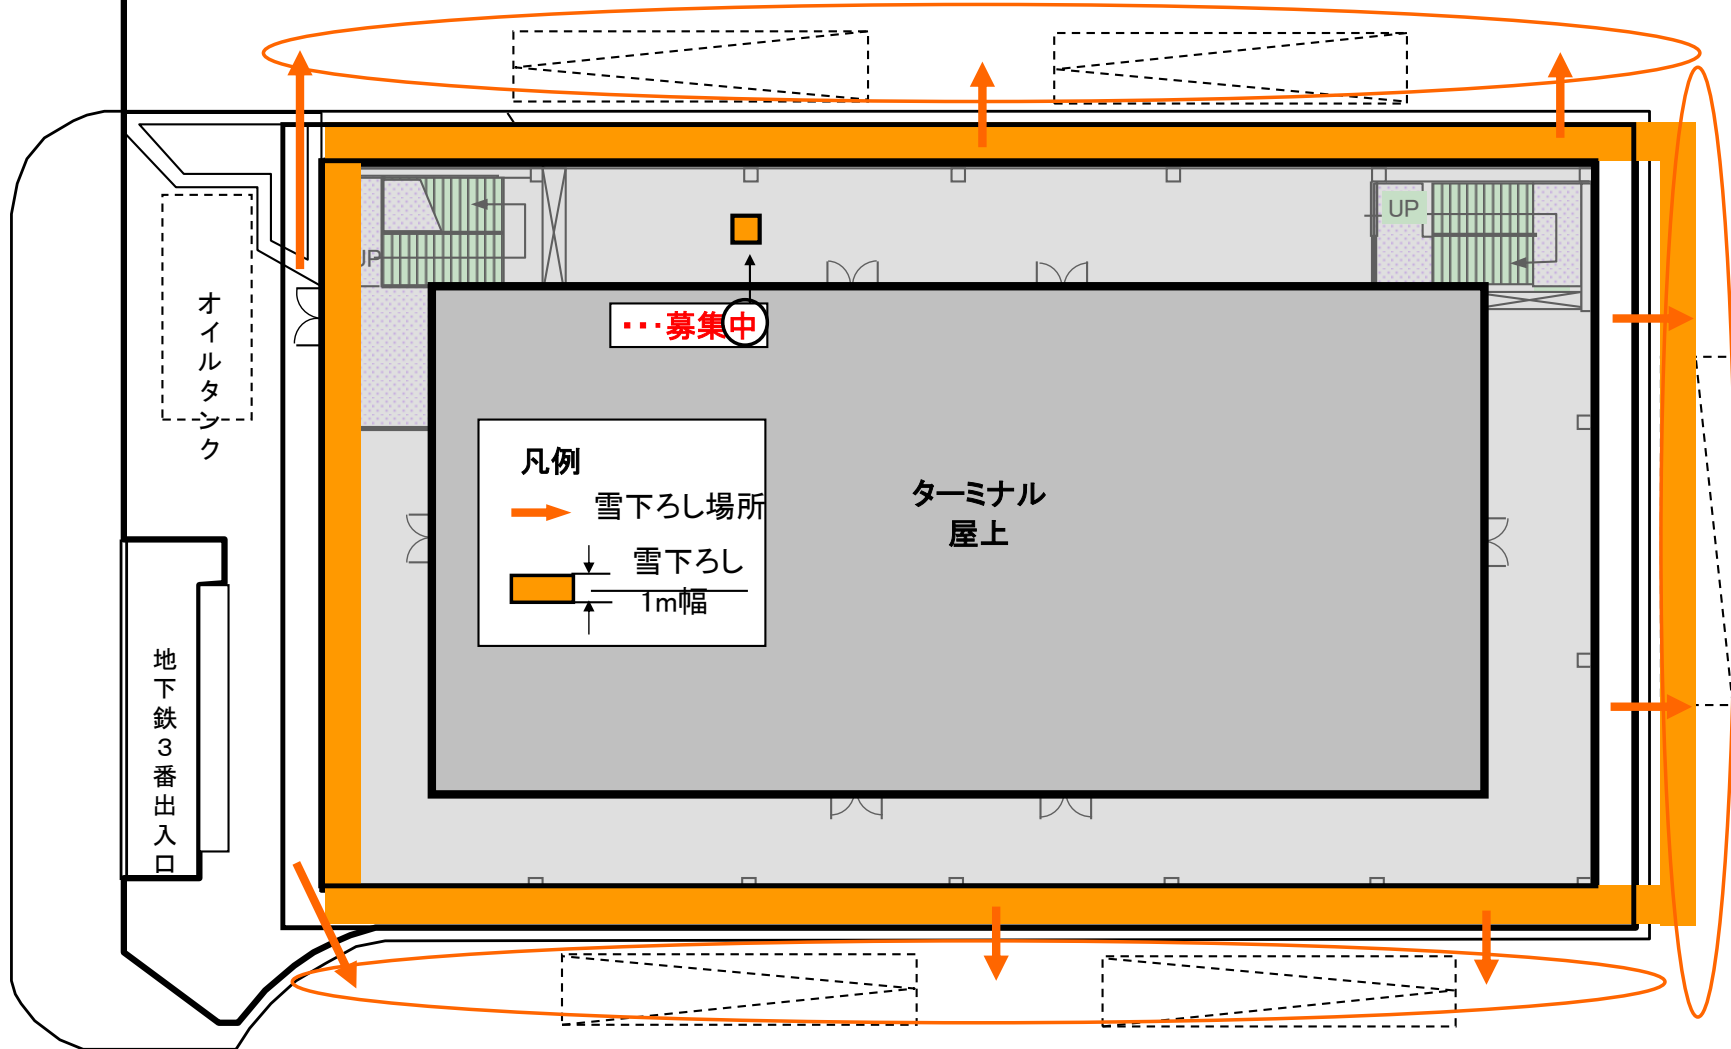 UP
UP
･･･募集中
オイルタンク
凡例
雪下ろし場所
雪下ろし
1m幅
ターミナル
屋上
地下鉄３番出入口